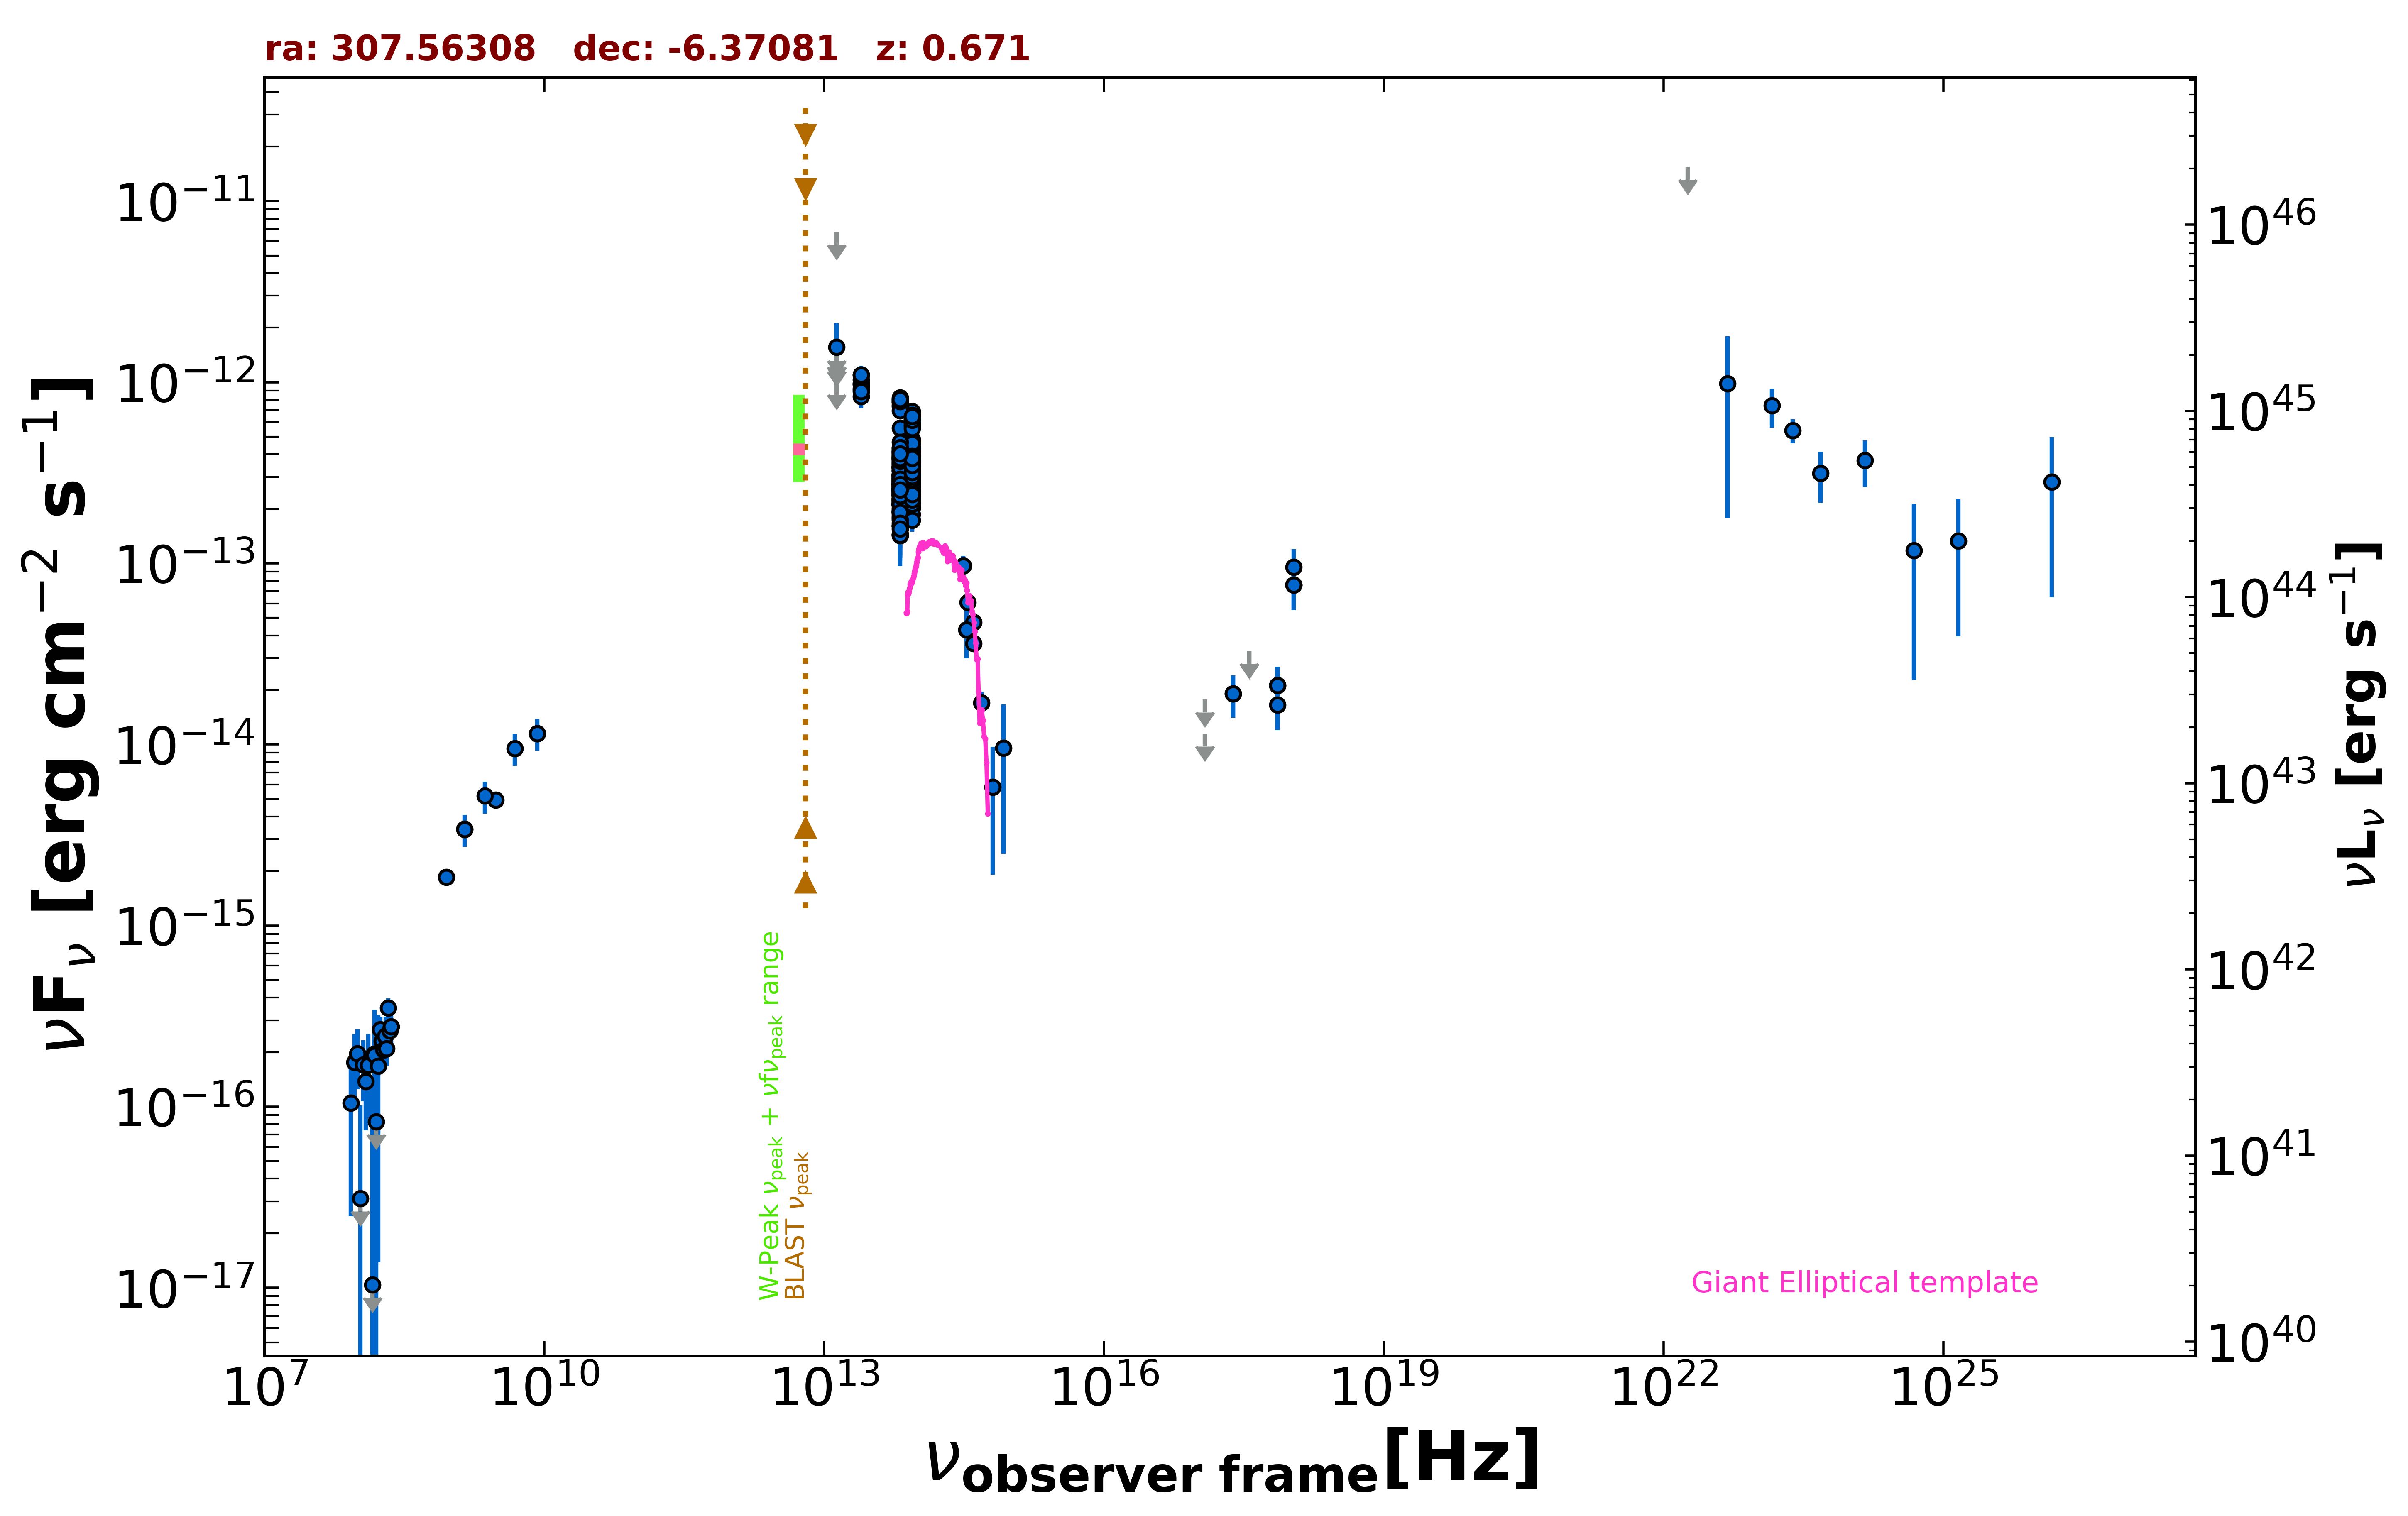 ra: 307.56308 dec: -6.37081 z: 0.671
10⁻¹¹
10⁻¹²
10⁻¹³
10⁻¹⁴
10⁻¹⁵
10⁻¹⁶
10⁻¹⁷
νFν [erg cm⁻² s⁻¹]
W-Peak νpeak + νfνpeak range
BLAST νpeak
Giant Elliptical template
10⁴⁶
10⁴⁵
10⁴⁴
10⁴³
10⁴²
10⁴¹
10⁴⁰
νLν [erg s⁻¹]
10⁷ 10¹⁰ 10¹³ 10¹⁶ 10¹⁹ 10²² 10²⁵
νobserver frame[Hz]